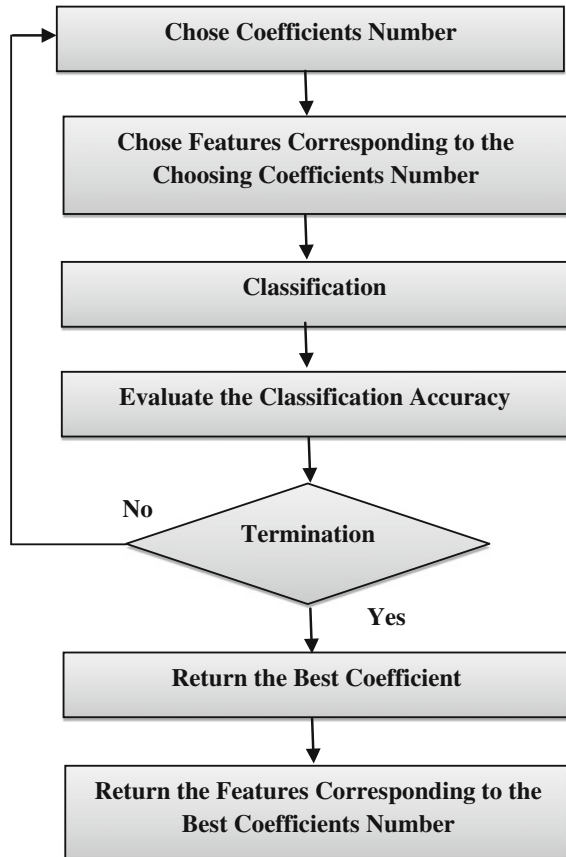 Chose Coefficients Number
Chose Features Corresponding to the
Choosing Coefficients Number
Classification
Evaluate the Classification Accuracy
No
Termination
Yes
Return the Best Coefficient
Return the Features Corresponding to the
Best Coefficients Number